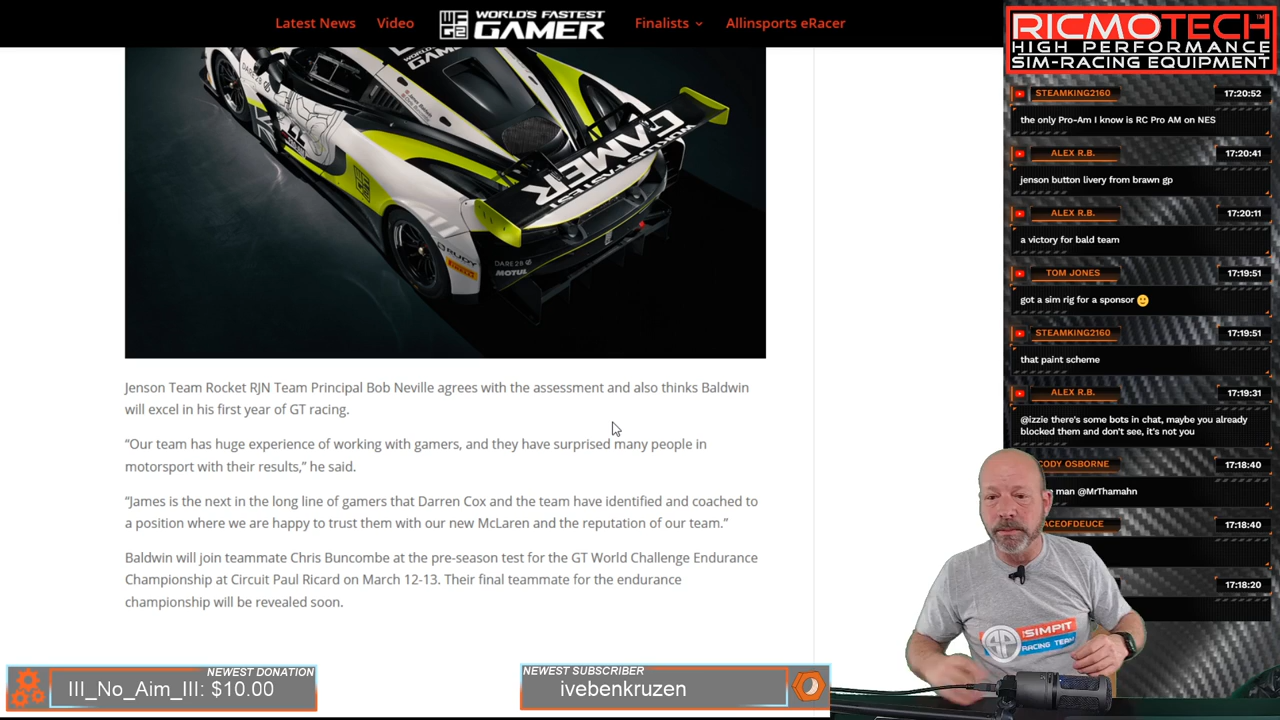 Latest News
Video
WORLD'S FASTEST
GAMER
Finalists
Allinsports eRacer
RICMOTECH
HIGH PERFORMANCE
SIM-RACING EQUIPMENT
GAMER
DARE2B
MOTUL
PIRELLI
Jenson Team Rocket RJN Team Principal Bob Neville agrees with the assessment and also thinks Baldwin
will excel in his first year of GT racing.
“Our team has huge experience of working with gamers, and they have surprised many people in
motorsport with their results,” he said.
“James is the next in the long line of gamers that Darren Cox and the team have identified and coached to
a position where we are happy to trust them with our new McLaren and the reputation of our team.”
Baldwin will join teammate Chris Buncombe at the pre-season test for the GT World Challenge Endurance
Championship at Circuit Paul Ricard on March 12-13. Their final teammate for the endurance
championship will be revealed soon.
STEAMKING2160 17:20:52
the only Pro-Am I know is RC Pro AM on NES
ALEX R.B. 17:20:41
jenson button livery from brawn gp
ALEX R.B. 17:20:11
a victory for bald team
TOM JONES 17:19:51
got a sim rig for a sponsor
STEAMKING2160 17:19:51
that paint scheme
ALEX R.B. 17:19:31
@izzie there's some bots in chat, maybe you already
blocked them and don't see, it's not you
CODY OSBORNE 17:18:40
man @MrThamahn
ACEOFDEUCE 17:18:40
17:18:20
SIMPIT
RACING TEAM
NEWEST DONATION
III_No_Aim_III: $10.00
NEWEST SUBSCRIBER
ivebenkruzen